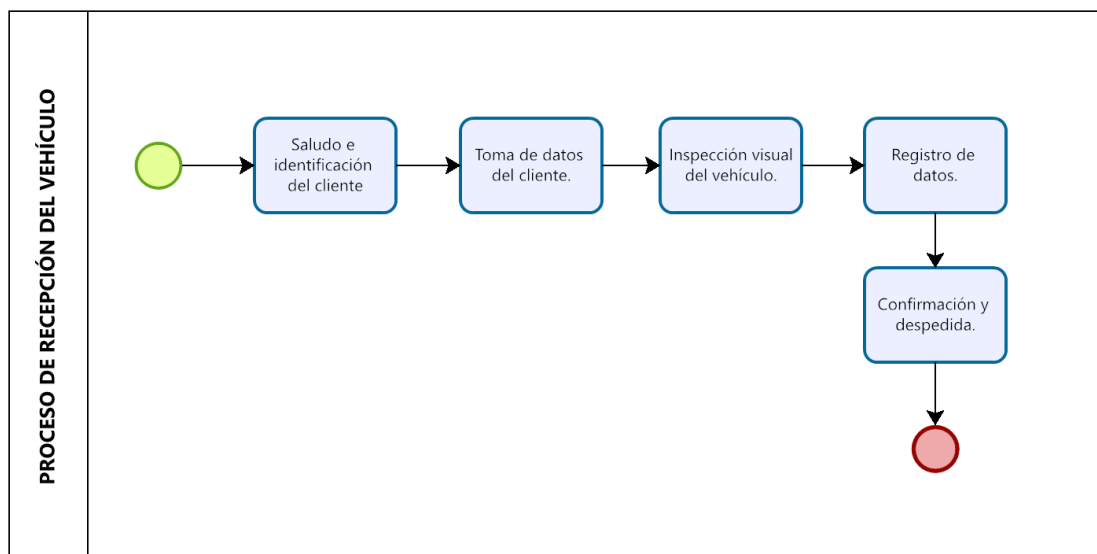 PROCESO DE RECEPCIÓN DEL VEHÍCULO
Saludo e
identificación
del cliente
Toma de datos
del cliente.
Inspección visual
del vehículo.
Registro de
datos.
Confirmación y
despedida.